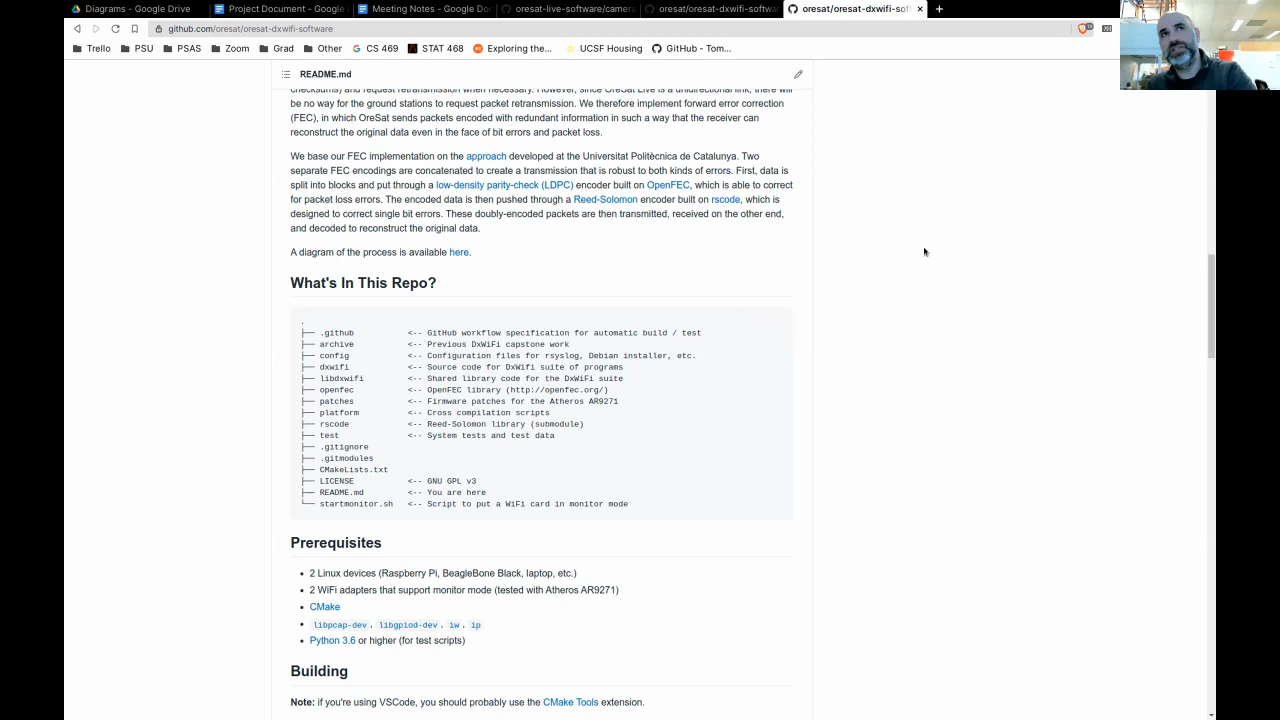 Diagrams - Google Drive
Project Document - Google
Meeting Notes - Google Doc
oresat-live-software/camera
oresat/oresat-dxwifi-softwa
oresat/oresat-dxwifi-sof
github.com/oresat/oresat-dxwifi-software
Trello PSU PSAS Zoom Grad Other CS 469 STAT 468 Exploring the... UCSF Housing GitHub - Tom...
README.md
checksums) and request retransmission when necessary. However, since OreSat Live is a unidirectional link, there will
be no way for the ground stations to request packet retransmission. We therefore implement forward error correction
(FEC), in which OreSat sends packets encoded with redundant information in such a way that the receiver can
reconstruct the original data even in the face of bit errors and packet loss.
We base our FEC implementation on the approach developed at the Universitat Politècnica de Catalunya. Two
separate FEC encodings are concatenated to create a transmission that is robust to both kinds of errors. First, data is
split into blocks and put through a low-density parity-check (LDPC) encoder built on OpenFEC, which is able to correct
for packet loss errors. The encoded data is then pushed through a Reed-Solomon encoder built on rscode, which is
designed to correct single bit errors. These doubly-encoded packets are then transmitted, received on the other end,
and decoded to reconstruct the original data.
A diagram of the process is available here.
What's In This Repo?
.
├── .github <-- GitHub workflow specification for automatic build / test
├── archive <-- Previous DxWiFi capstone work
├── config <-- Configuration files for rsyslog, Debian installer, etc.
├── dxwifi <-- Source code for DxWifi suite of programs
├── libdxwifi <-- Shared library code for the DxWiFi suite
├── openfec <-- OpenFEC library (http://openfec.org/)
├── patches <-- Firmware patches for the Atheros AR9271
├── platform <-- Cross compilation scripts
├── rscode <-- Reed-Solomon library (submodule)
├── test <-- System tests and test data
├── .gitignore
├── .gitmodules
├── CMakeLists.txt
├── LICENSE <-- GNU GPL v3
├── README.md <-- You are here
└── startmonitor.sh <-- Script to put a WiFi card in monitor mode
Prerequisites
• 2 Linux devices (Raspberry Pi, BeagleBone Black, laptop, etc.)
• 2 WiFi adapters that support monitor mode (tested with Atheros AR9271)
• CMake
• libpcap-dev, libgpiod-dev, iw, ip
• Python 3.6 or higher (for test scripts)
Building
Note: if you're using VSCode, you should probably use the CMake Tools extension.